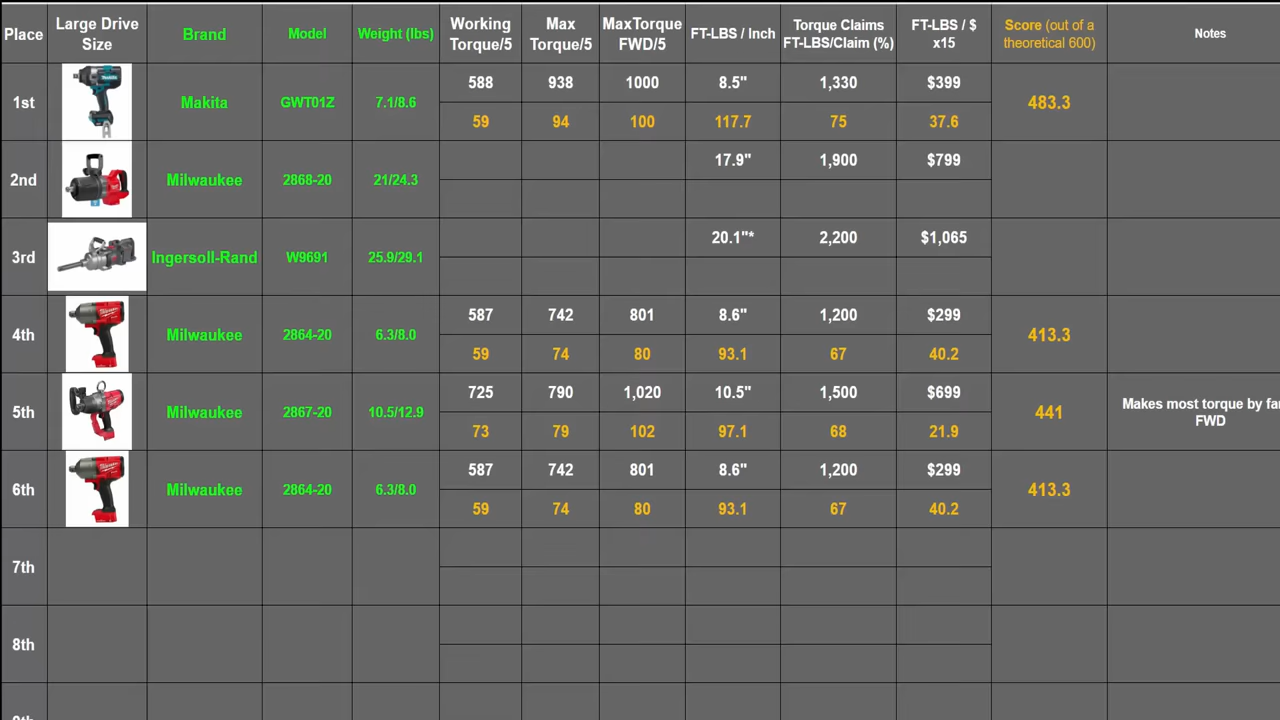 Place
Large Drive
Size
Brand
Model
Weight (lbs)
Working
Torque/5
Max
Torque/5
MaxTorque
FWD/5
FT-LBS / Inch
Torque Claims
FT-LBS/Claim (%)
FT-LBS / $
x15
Score (out of a
theoretical 600)
Notes
1st
Makita
GWT01Z
7.1/8.6
588
938
1000
8.5"
1,330
$399
59
94
100
117.7
75
37.6
483.3
2nd
Milwaukee
2868-20
21/24.3
17.9"
1,900
$799
3rd
Ingersoll-Rand
W9691
25.9/29.1
20.1"*
2,200
$1,065
4th
Milwaukee
2864-20
6.3/8.0
587
742
801
8.6"
1,200
$299
59
74
80
93.1
67
40.2
413.3
5th
Milwaukee
2867-20
10.5/12.9
725
790
1,020
10.5"
1,500
$699
73
79
102
97.1
68
21.9
441
Makes most torque by far
FWD
6th
Milwaukee
2864-20
6.3/8.0
587
742
801
8.6"
1,200
$299
59
74
80
93.1
67
40.2
413.3
7th
8th
9th